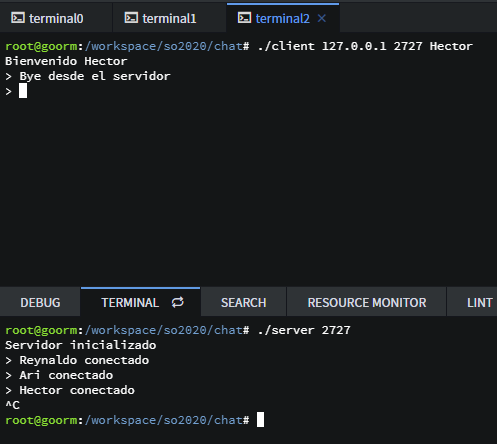 terminal0 terminal1 terminal2 ×
root@goorm:/workspace/so2020/chat# ./client 127.0.0.1 2727 Hector
Bienvenido Hector
> Bye desde el servidor
>
DEBUG TERMINAL SEARCH RESOURCE MONITOR LINT
root@goorm:/workspace/so2020/chat# ./server 2727
Servidor inicializado
> Reynaldo conectado
> Ari conectado
> Hector conectado
^C
root@goorm:/workspace/so2020/chat#